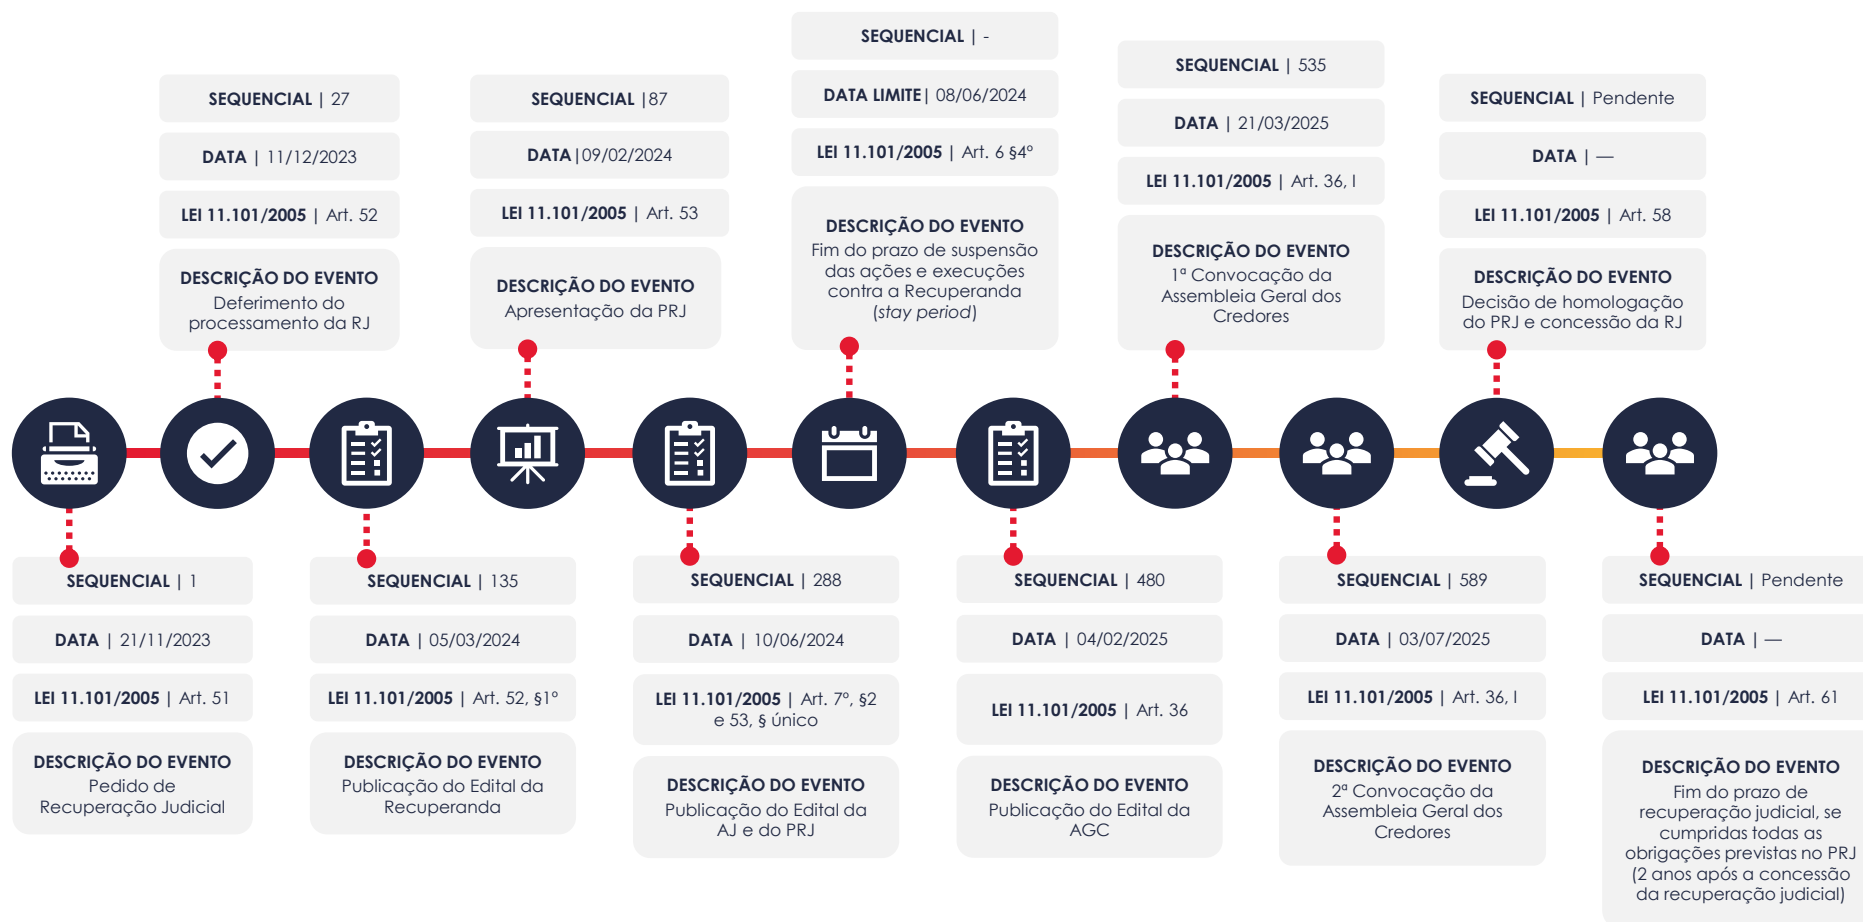 SEQUENCIAL | 27
DATA | 11/12/2023
LEI 11.101/2005 | Art. 52
DESCRIÇÃO DO EVENTO
Deferimento do
processamento da RJ
SEQUENCIAL |87
DATA |09/02/2024
LEI 11.101/2005 | Art. 53
DESCRIÇÃO DO EVENTO
Apresentação da PRJ
SEQUENCIAL | -
DATA LIMITE| 08/06/2024
LEI 11.101/2005 | Art. 6 §4º
DESCRIÇÃO DO EVENTO
Fim do prazo de suspensão
das ações e execuções
contra a Recuperanda
(stay period)
SEQUENCIAL | 535
DATA | 21/03/2025
LEI 11.101/2005 | Art. 36, I
DESCRIÇÃO DO EVENTO
1ª Convocação da
Assembleia Geral dos
Credores
SEQUENCIAL | Pendente
DATA | —
LEI 11.101/2005 | Art. 58
DESCRIÇÃO DO EVENTO
Decisão de homologação
do PRJ e concessão da RJ
SEQUENCIAL | 1
DATA | 21/11/2023
LEI 11.101/2005 | Art. 51
DESCRIÇÃO DO EVENTO
Pedido de
Recuperação Judicial
SEQUENCIAL | 135
DATA | 05/03/2024
LEI 11.101/2005 | Art. 52, §1º
DESCRIÇÃO DO EVENTO
Publicação do Edital da
Recuperanda
SEQUENCIAL | 288
DATA | 10/06/2024
LEI 11.101/2005 | Art. 7º, §2
e 53, § único
DESCRIÇÃO DO EVENTO
Publicação do Edital da
AJ e do PRJ
SEQUENCIAL | 480
DATA | 04/02/2025
LEI 11.101/2005 | Art. 36
DESCRIÇÃO DO EVENTO
Publicação do Edital da
AGC
SEQUENCIAL | 589
DATA | 03/07/2025
LEI 11.101/2005 | Art. 36, I
DESCRIÇÃO DO EVENTO
2ª Convocação da
Assembleia Geral dos
Credores
SEQUENCIAL | Pendente
DATA | —
LEI 11.101/2005 | Art. 61
DESCRIÇÃO DO EVENTO
Fim do prazo de
recuperação judicial, se
cumpridas todas as
obrigações previstas no PRJ
(2 anos após a concessão
da recuperação judicial)